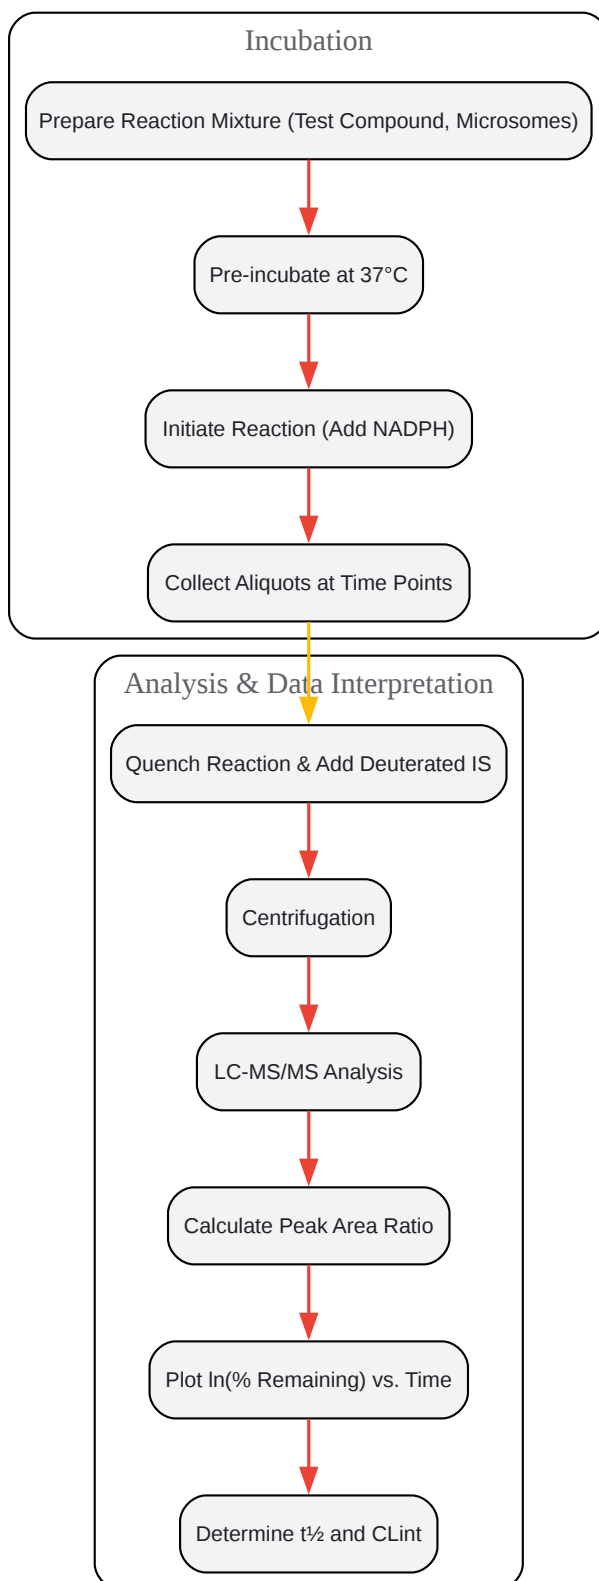 Incubation
Prepare Reaction Mixture (Test Compound, Microsomes)
Pre-incubate at 37°C
Initiate Reaction (Add NADPH)
Collect Aliquots at Time Points
Analysis & Data Interpretation
Quench Reaction & Add Deuterated IS
Centrifugation
LC-MS/MS Analysis
Calculate Peak Area Ratio
Plot ln(% Remaining) vs. Time
Determine t½ and CLint